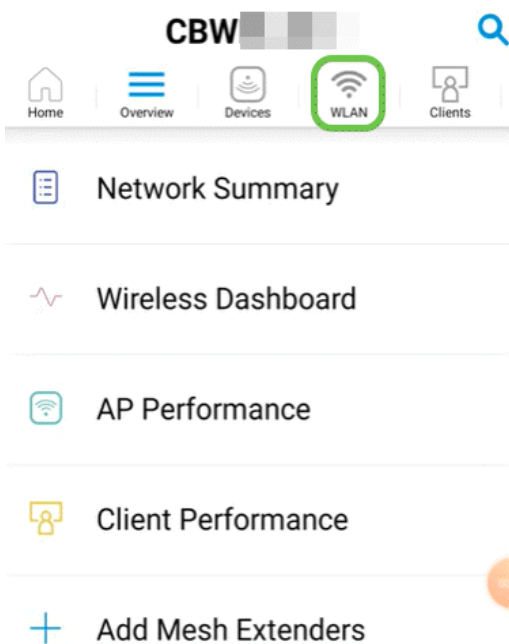 CBW
Home
Overview
Devices
WLAN
Clients
Network Summary
Wireless Dashboard
AP Performance
Client Performance
Add Mesh Extenders